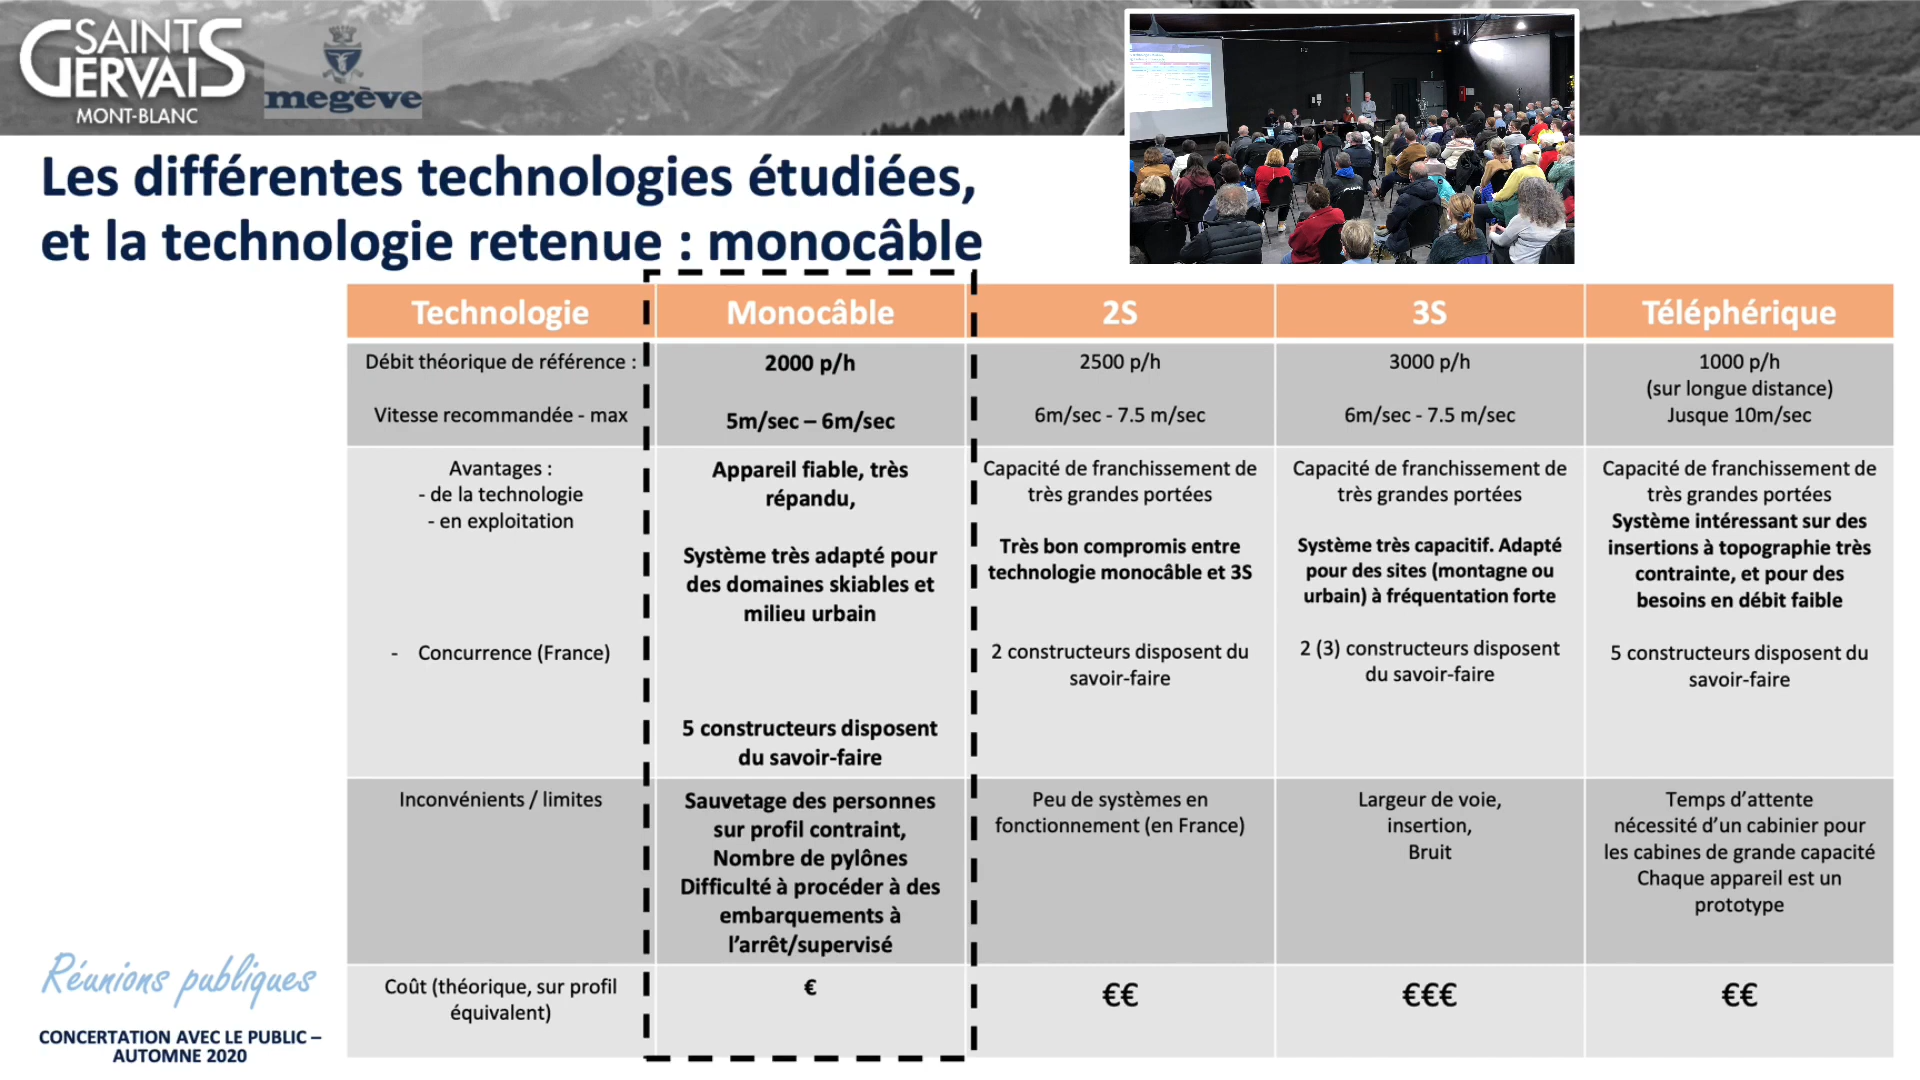 SAINT
GERVAIS
MONT-BLANC
megève
Les différentes technologies étudiées,
et la technologie retenue : monocâble
Technologie
Monocâble
2S
3S
Téléphérique
Débit théorique de référence :
Vitesse recommandée - max
2000 p/h
5m/sec – 6m/sec
2500 p/h
6m/sec - 7.5 m/sec
3000 p/h
6m/sec - 7.5 m/sec
1000 p/h
(sur longue distance)
Jusque 10m/sec
Avantages :
- de la technologie
- en exploitation
- Concurrence (France)
Appareil fiable, très
répandu,
Système très adapté pour
des domaines skiables et
milieu urbain
5 constructeurs disposent
du savoir-faire
Capacité de franchissement de
très grandes portées
Très bon compromis entre
technologie monocâble et 3S
2 constructeurs disposent du
savoir-faire
Capacité de franchissement de
très grandes portées
Système très capacitif. Adapté
pour des sites (montagne ou
urbain) à fréquentation forte
2 (3) constructeurs disposent
du savoir-faire
Capacité de franchissement de
très grandes portées
Système intéressant sur des
insertions à topographie très
contrainte, et pour des
besoins en débit faible
5 constructeurs disposent du
savoir-faire
Inconvénients / limites
Sauvetage des personnes
sur profil contraint,
Nombre de pylônes
Difficulté à procéder à des
embarquements à
l'arrêt/supervisé
Peu de systèmes en
fonctionnement (en France)
Largeur de voie,
insertion,
Bruit
Temps d'attente
nécessité d'un cabinier pour
les cabines de grande capacité
Chaque appareil est un
prototype
Coût (théorique, sur profil
équivalent)
€
€€
€€€
€€
Réunions publiques
CONCERTATION AVEC LE PUBLIC –
AUTOMNE 2020